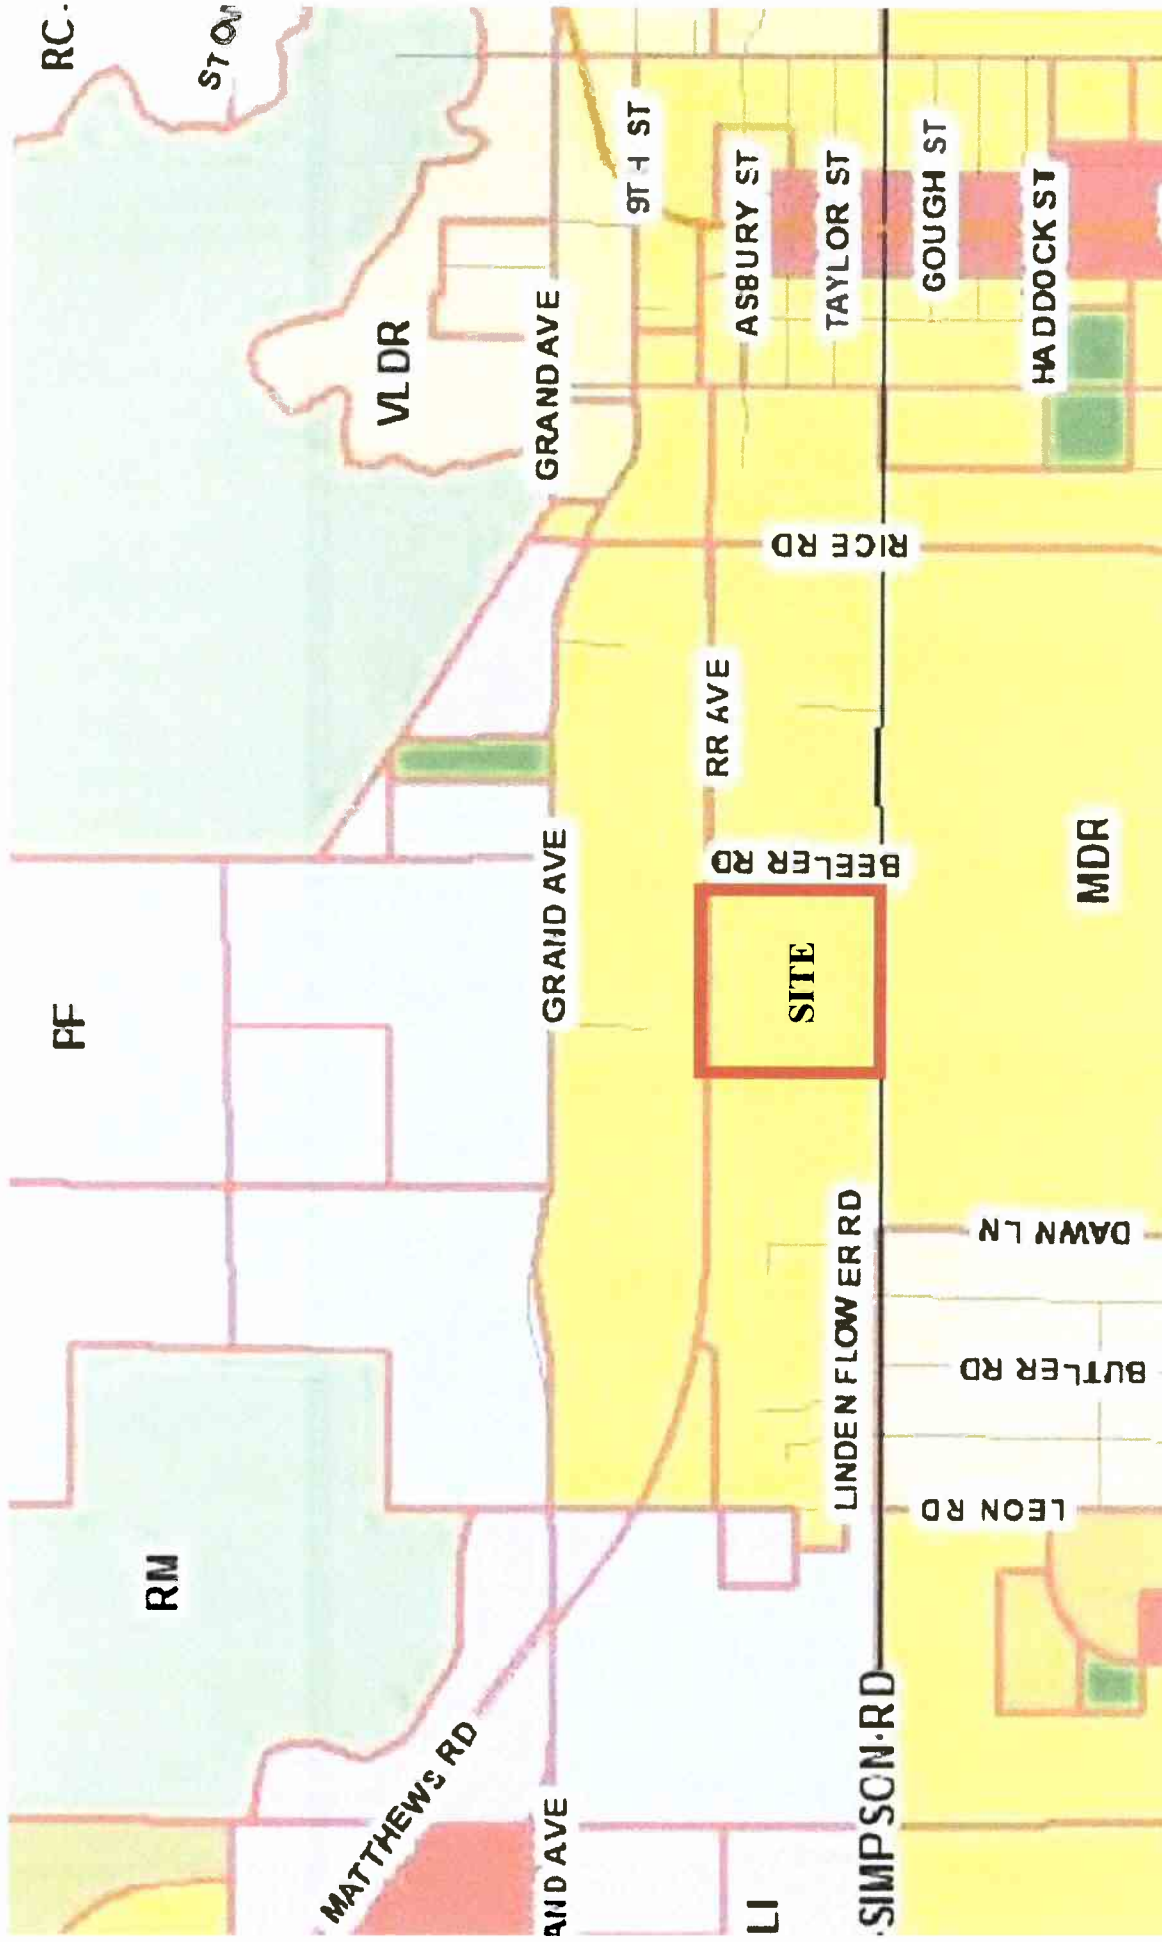 PF
RC
RM
VLDR
MATTHEWS RD
AND AVE
GRAND AVE
GRAND AVE
9TH ST
RR AVE
ASBURY ST
LI
SITE
BEELER RD
RICE RD
TAYLOR ST
LINDEN FLOWER RD
SIMPSON RD
GOUGH ST
LEON RD
BUTLER RD
DAWN LN
HADDOCK ST
MDR